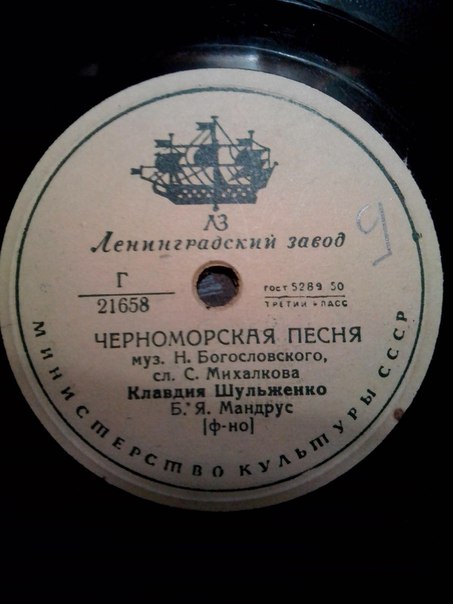 ЛЗ
Ленинградский завод
Г
21658
ГОСТ 5289 50
ТРЕТИЙ КЛАСС
ЧЕРНОМОРСКАЯ ПЕСНЯ
муз. Н. Богословского,
сл. С. Михалкова
Клавдия Шульженко
Б. Я. Мандрус
[ф-но]
МИНИСТЕРСТВО КУЛЬТУРЫ СССР